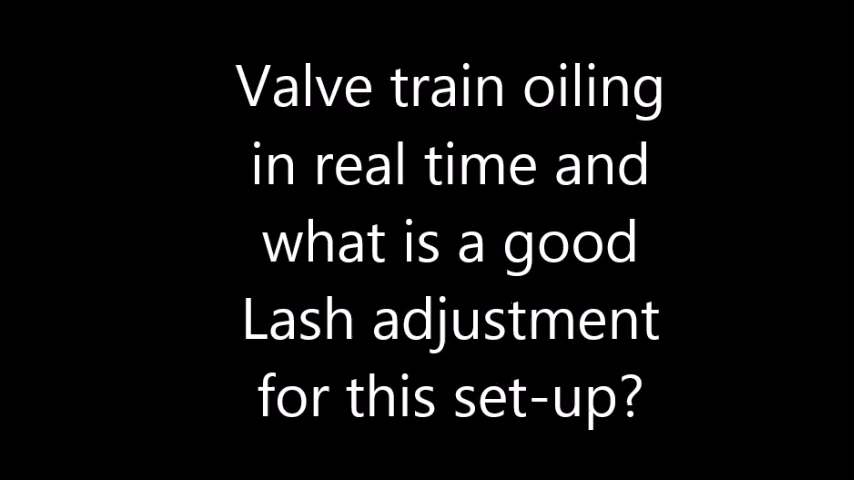 Valve train oiling
in real time and
what is a good
Lash adjustment
for this set-up?